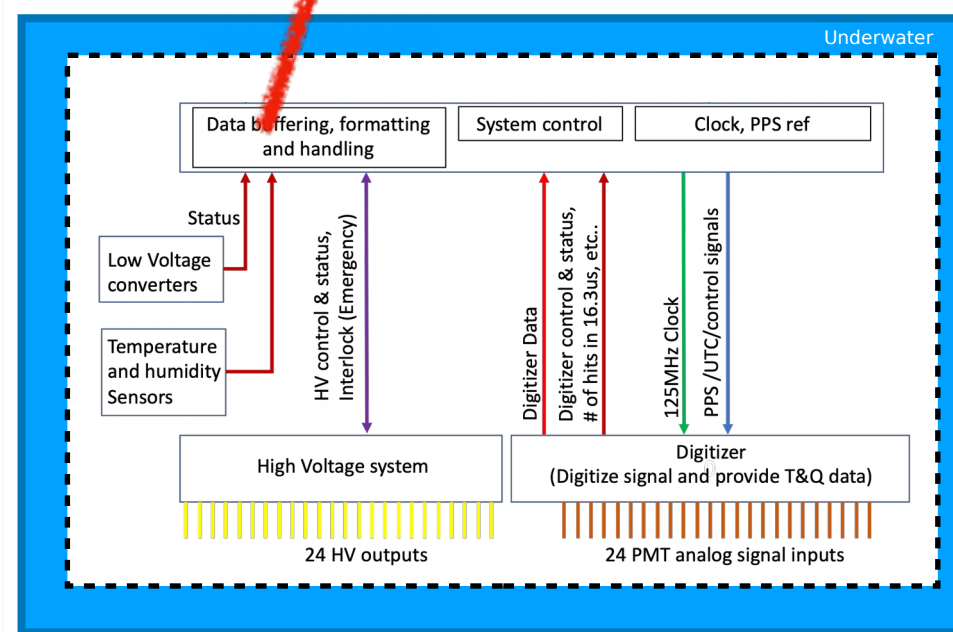 Underwater
Data buffering, formatting
and handling
System control
Clock, PPS ref
Status
Low Voltage
converters
Temperature
and humidity
Sensors
HV control & status,
Interlock (Emergency)
Digitizer Data
Digitizer control & status,
# of hits in 16.3us, etc..
125MHz Clock
PPS /UTC/control signals
High Voltage system
Digitizer
(Digitize signal and provide T&Q data)
24 HV outputs
24 PMT analog signal inputs